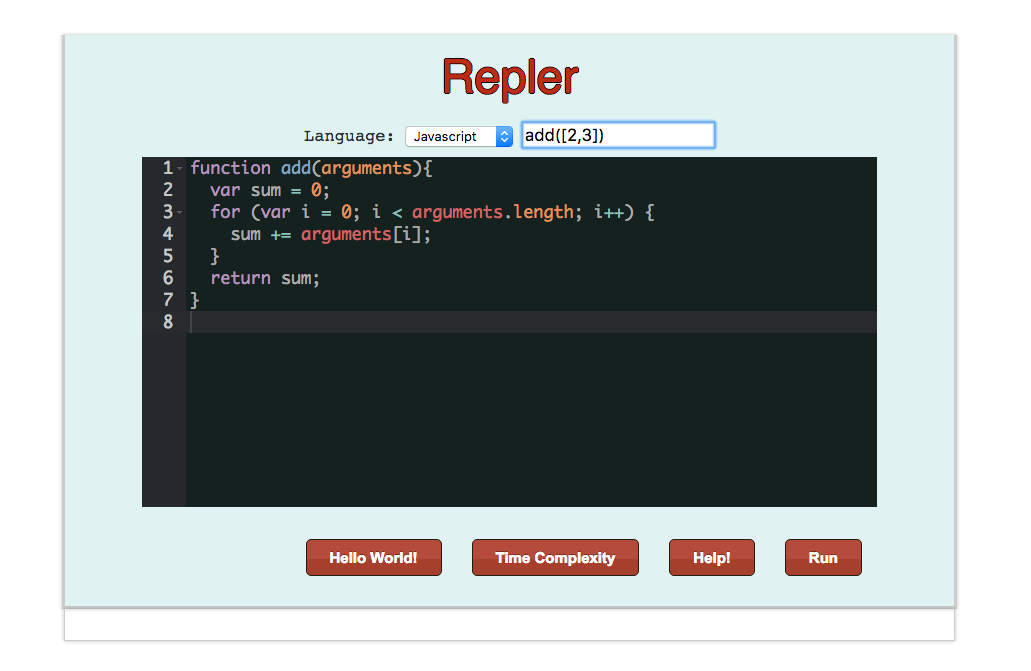 Repler
Language: Javascript add([2,3])
1 function add(arguments){
2   var sum = 0;
3   for (var i = 0; i < arguments.length; i++) {
4     sum += arguments[i];
5   }
6   return sum;
7 }
8
Hello World! Time Complexity Help! Run